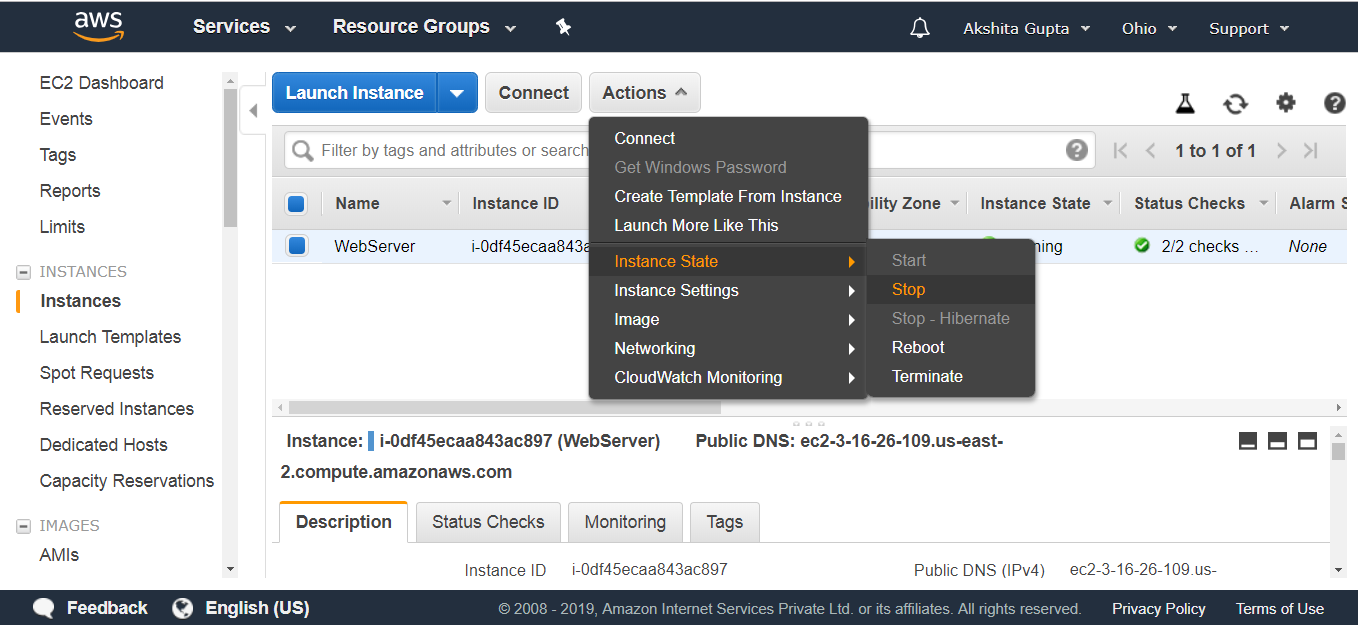 aws Services Resource Groups Akshita Gupta Ohio Support
EC2 Dashboard
Events
Tags
Reports
Limits
INSTANCES
Instances
Launch Templates
Spot Requests
Reserved Instances
Dedicated Hosts
Capacity Reservations
IMAGES
AMIs
Launch Instance Connect Actions
Filter by tags and attributes or search
1 to 1 of 1
Name Instance ID ility Zone Instance State Status Checks Alarm S
WebServer i-0df45ecaa843a ning 2/2 checks ... None
Connect
Get Windows Password
Create Template From Instance
Launch More Like This
Instance State
Instance Settings
Image
Networking
CloudWatch Monitoring
Start
Stop
Stop - Hibernate
Reboot
Terminate
Instance: i-0df45ecaa843ac897 (WebServer) Public DNS: ec2-3-16-26-109.us-east-
2.compute.amazonaws.com
Description Status Checks Monitoring Tags
Instance ID i-0df45ecaa843ac897 Public DNS (IPv4) ec2-3-16-26-109.us-
Feedback English (US) © 2008 - 2019, Amazon Internet Services Private Ltd. or its affiliates. All rights reserved. Privacy Policy Terms of Use